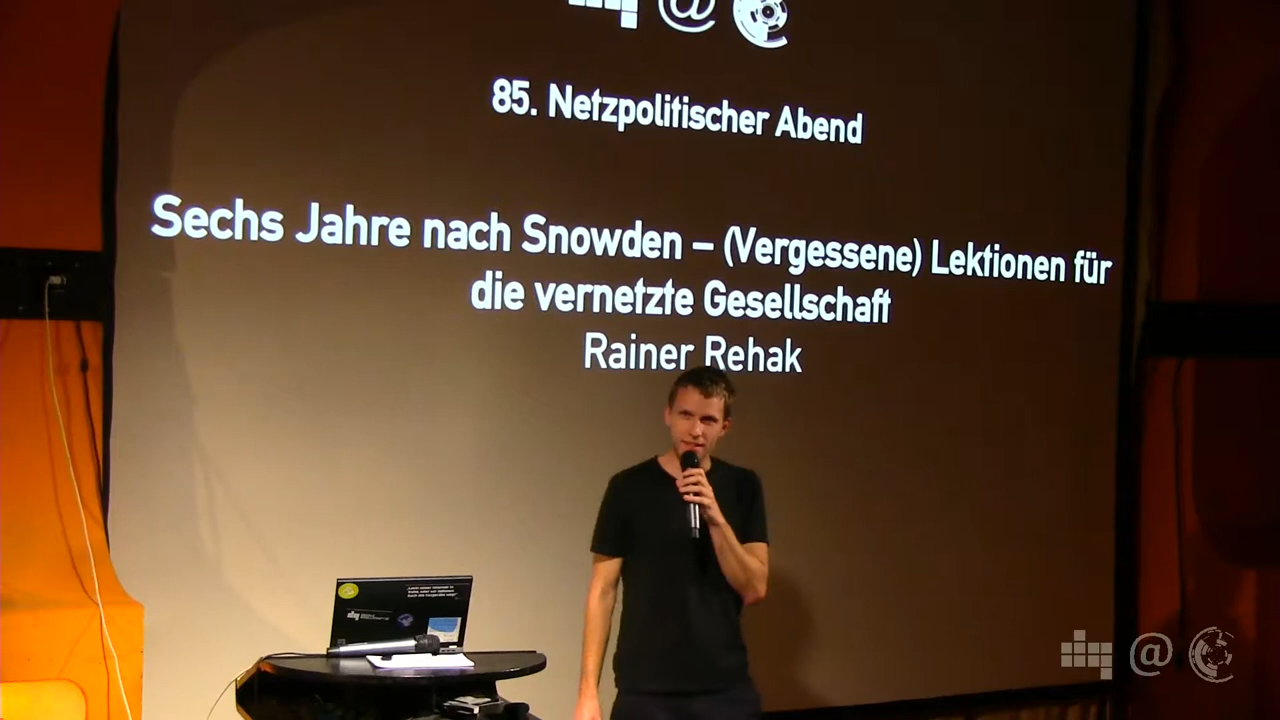 @
85. Netzpolitischer Abend
Sechs Jahre nach Snowden – (Vergessene) Lektionen für
die vernetzte Gesellschaft
Rainer Rehak
@